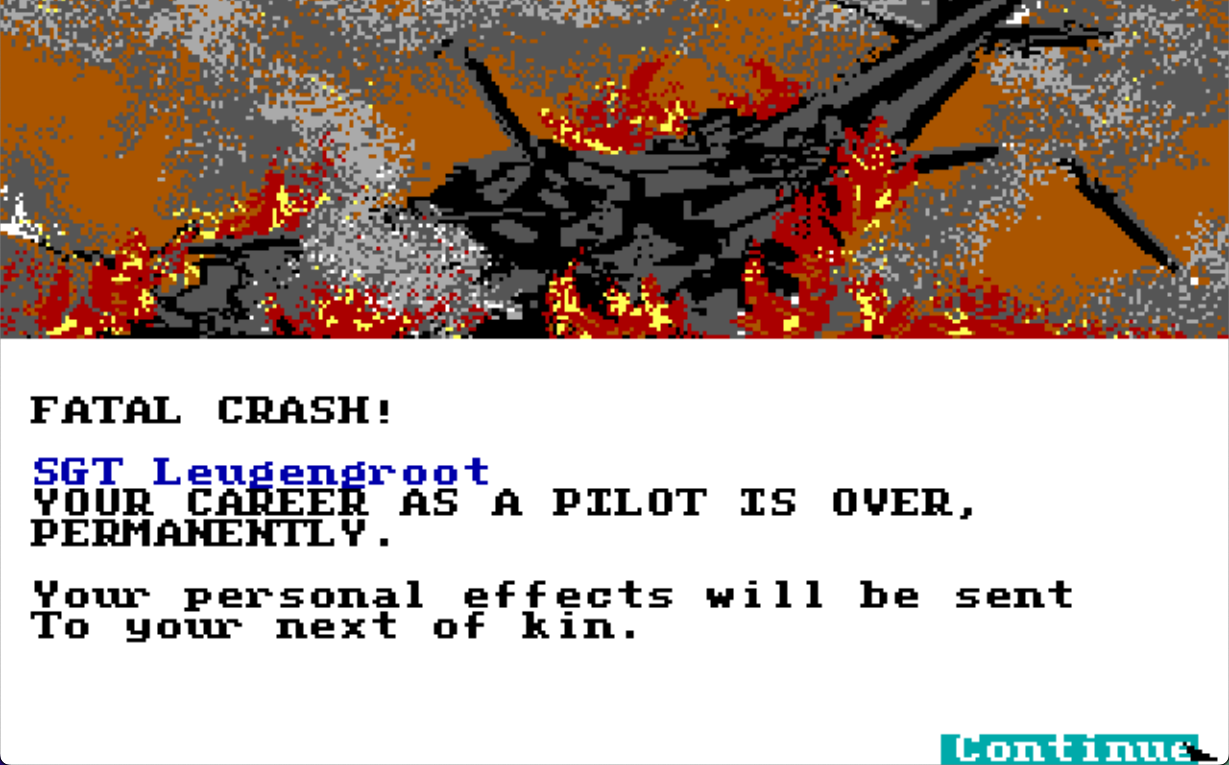 FATAL CRASH!
SGT Leugengroot
YOUR CAREER AS A PILOT IS OVER,
PERMANENTLY.
Your personal effects will be sent
To your next of kin.
Continue